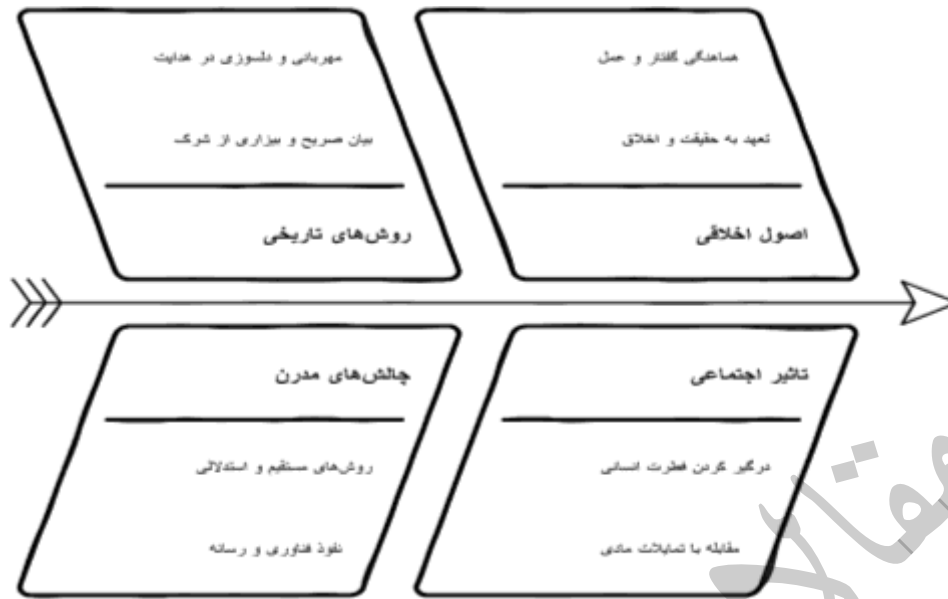 هماهنگی گفتار و عمل
تعهد به حقیقت و اخلاق
اصول اخلاقی
مهربانی و دلسوزی در هدایت
بیان صریح و بیزاری از شرک
روش‌های تاریخی
تاثیر اجتماعی
درگیر کردن فطرت انسانی
مقابله با تمایلات مادی
چالش‌های مدرن
روش‌های مستقیم و استدلالی
نفوذ فناوری و رسانه